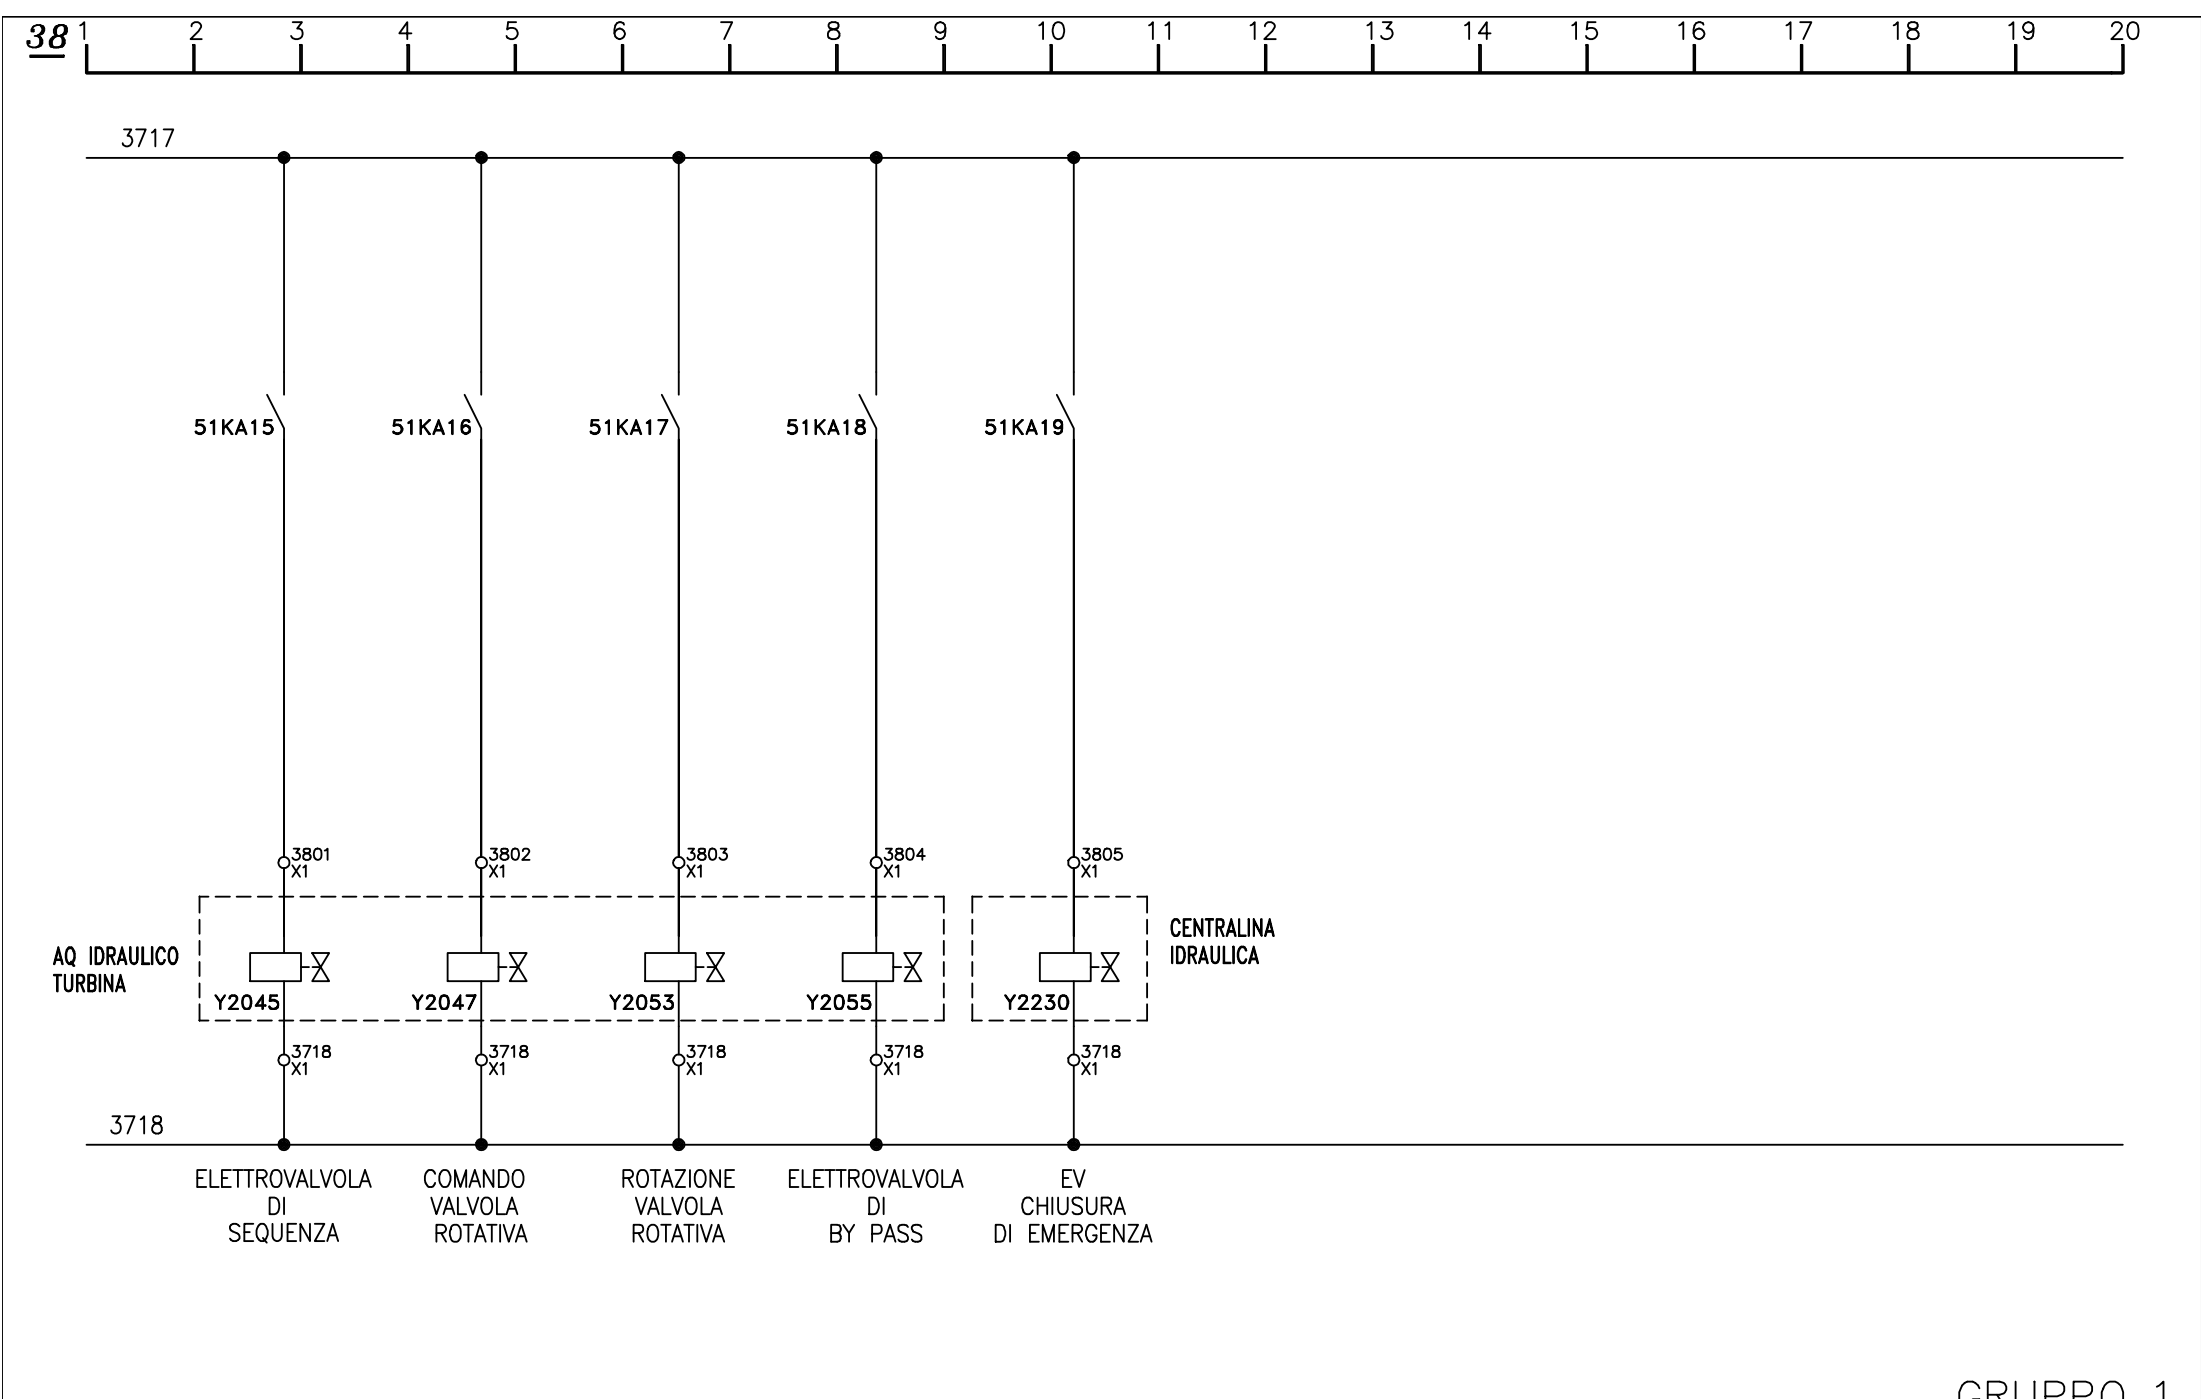 38 1 2 3 4 5 6 7 8 9 10 11 12 13 14 15 16 17 18 19 20
3717
51KA15 51KA16 51KA17 51KA18 51KA19
3801 3802 3803 3804 3805
X1 X1 X1 X1 X1
CENTRALINA
IDRAULICA
AQ IDRAULICO
TURBINA
Y2045 Y2047 Y2053 Y2055 Y2230
3718 3718 3718 3718 3718
X1 X1 X1 X1 X1
3718
ELETTROVALVOLA
DI
SEQUENZA
COMANDO
VALVOLA
ROTATIVA
ROTAZIONE
VALVOLA
ROTATIVA
ELETTROVALVOLA
DI
BY PASS
EV
CHIUSURA
DI EMERGENZA
GRUPPO 1